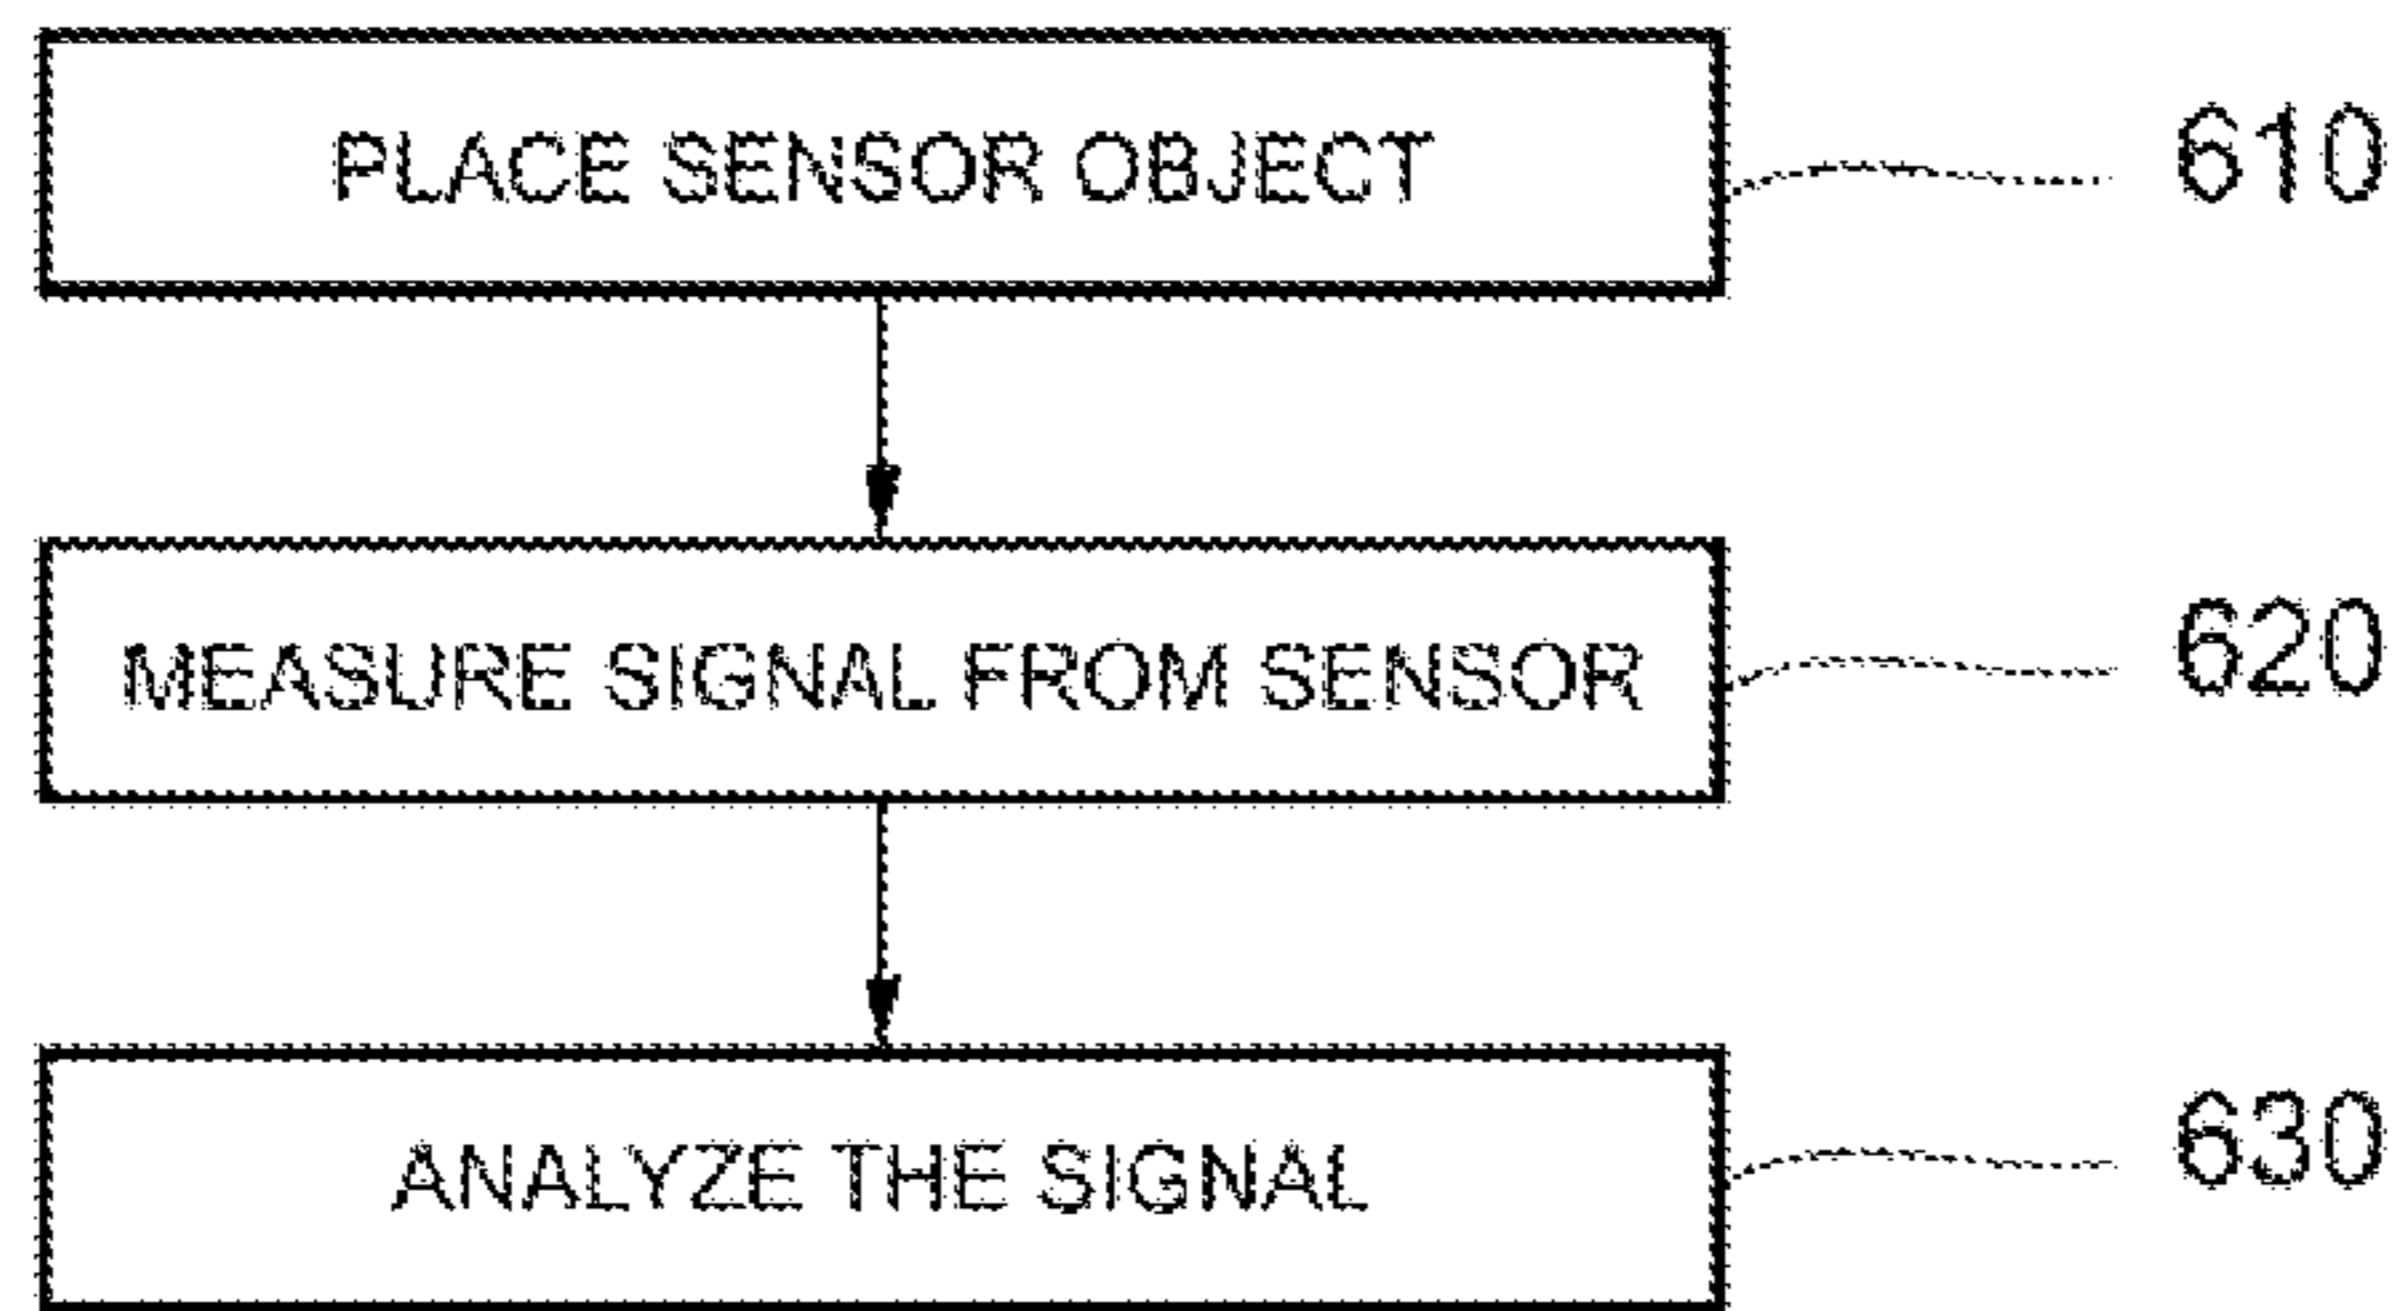 PLACE SENSOR OBJECT
610
MEASURE SIGNAL FROM SENSOR
620
ANALYZE THE SIGNAL
630